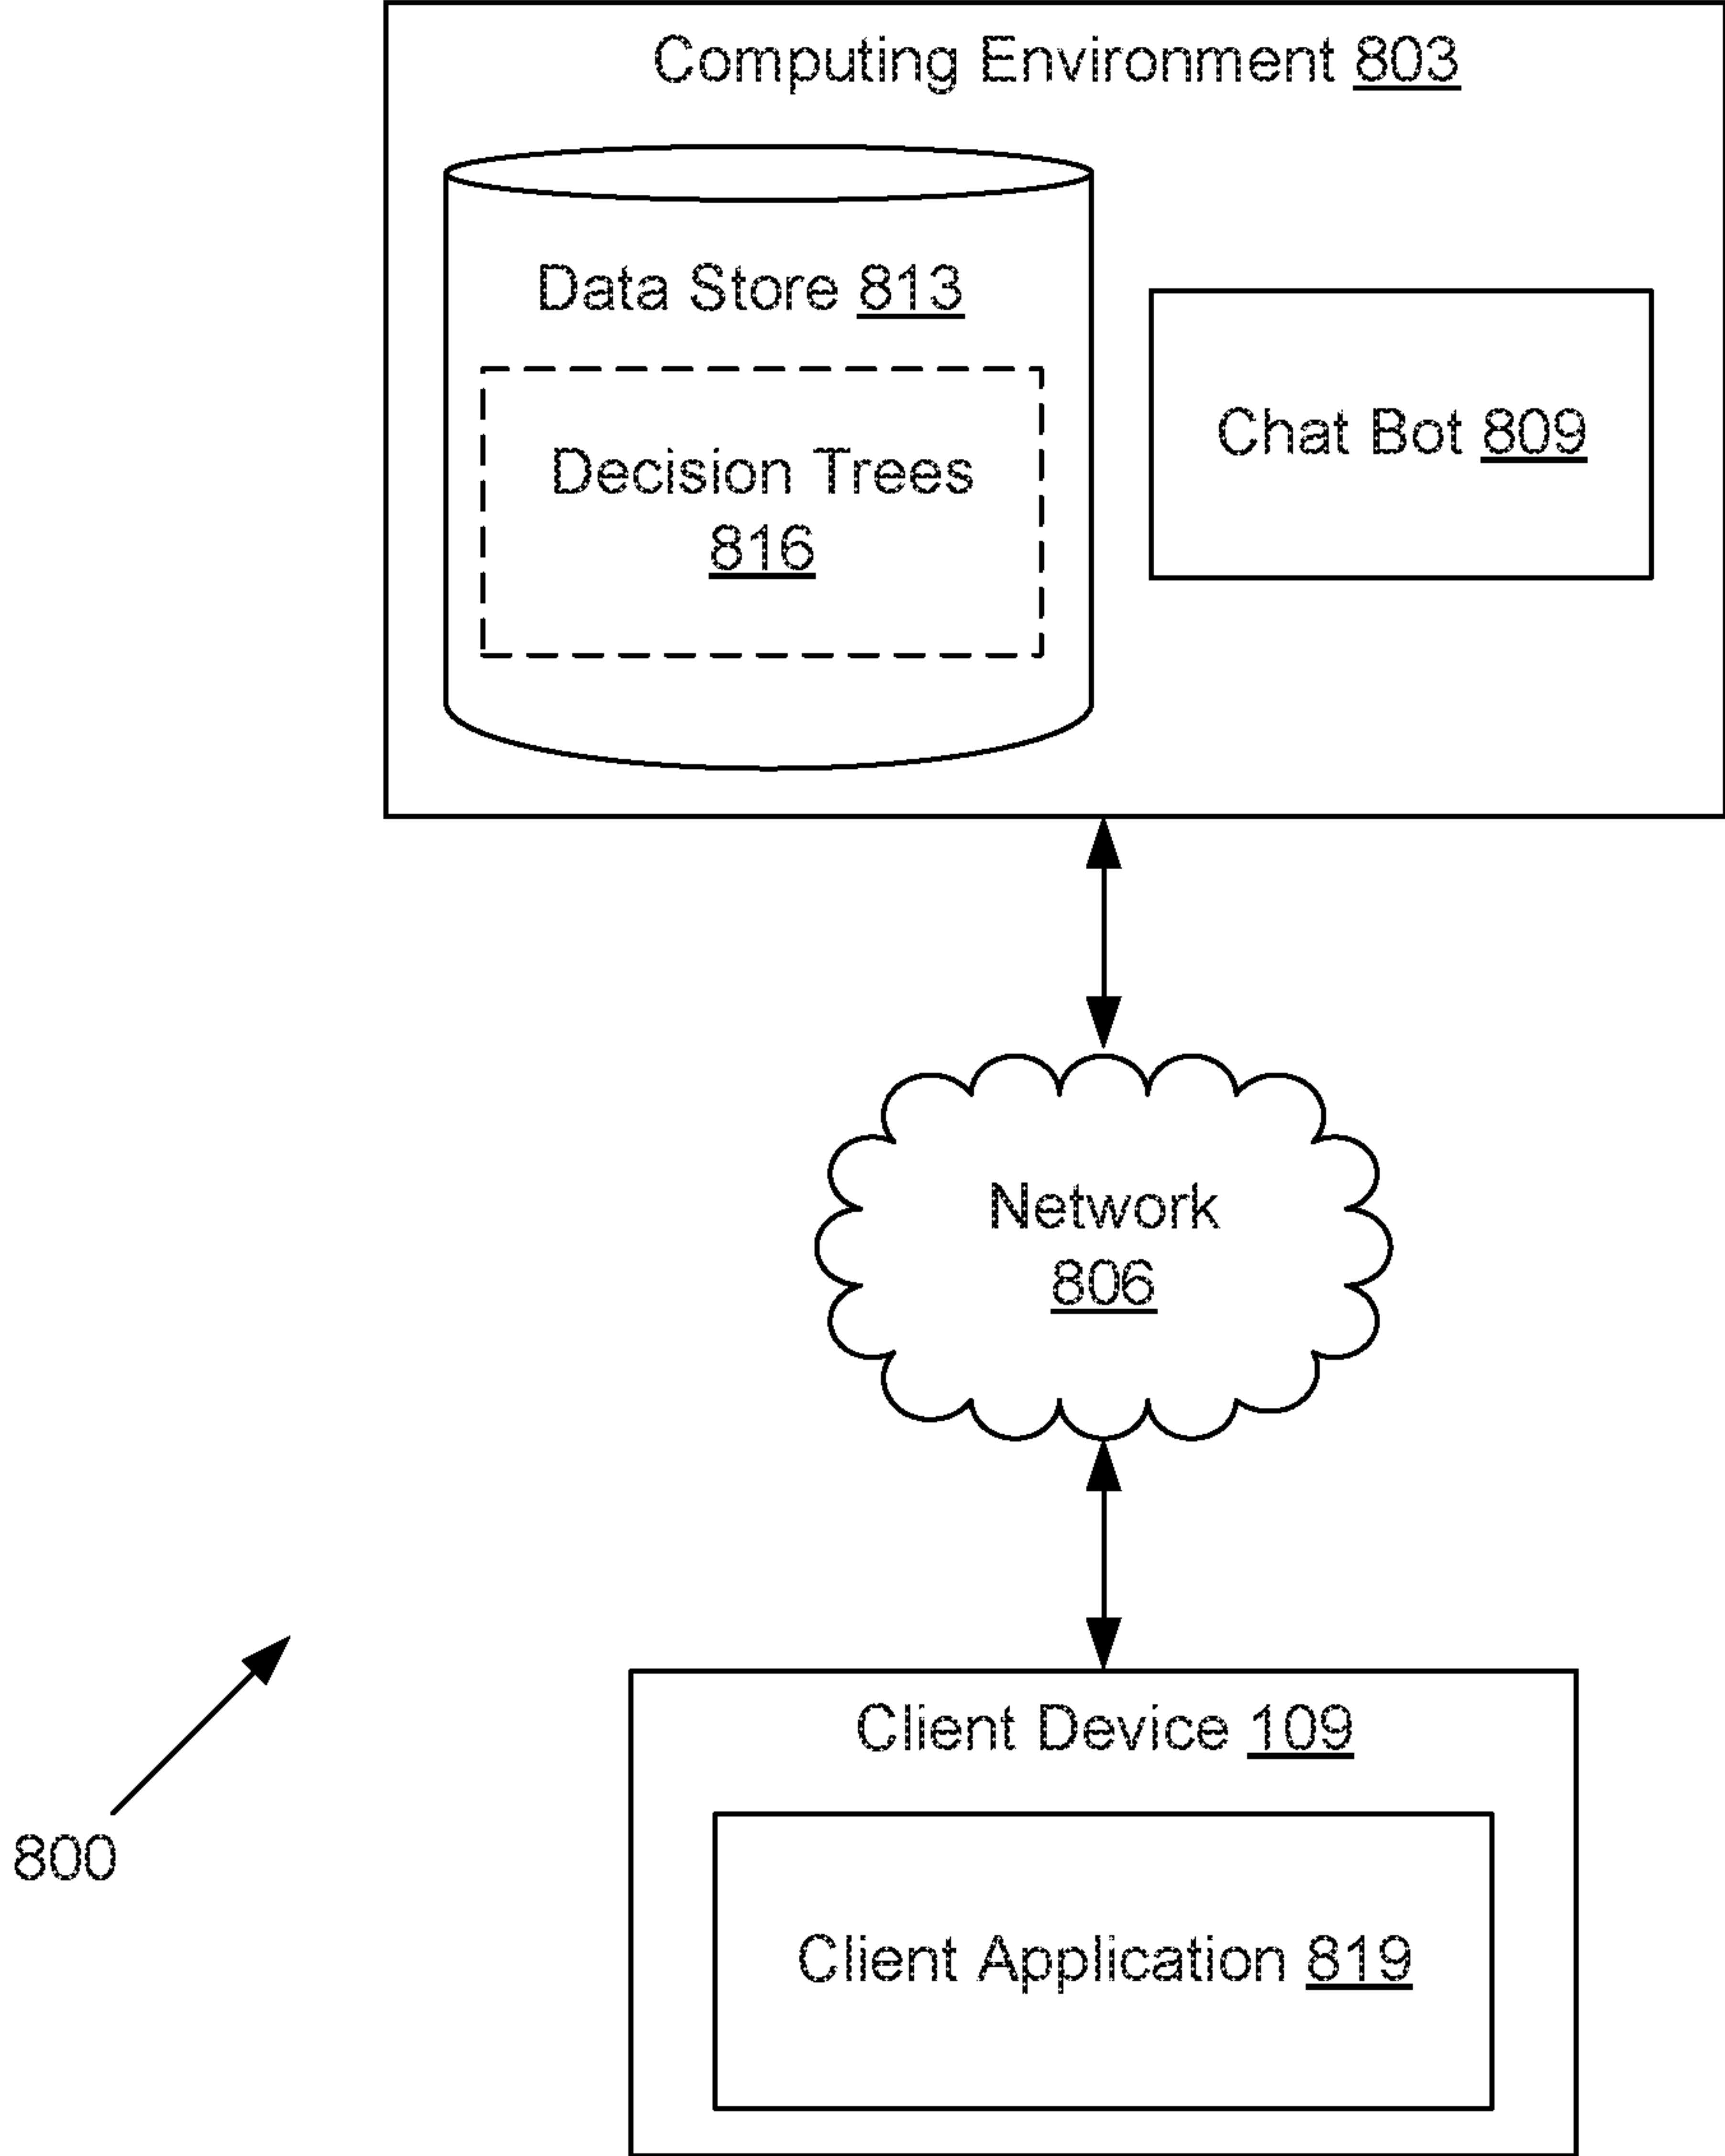 Computing Environment 803
Data Store 813
Chat Bot 809
Decision Trees
816
Network
806
Client Device 109
800
Client Application 819